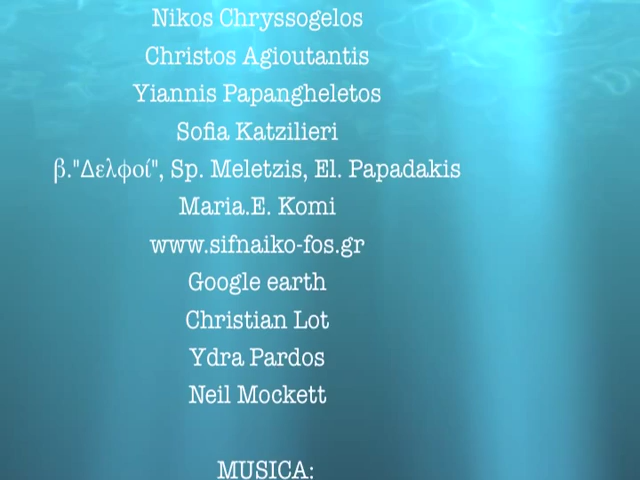 Nikos Chryssogelos
Christos Agioutantis
Yiannis Papangheletos
Sofia Katzilieri
β."Δελφοί", Sp. Meletzis, El. Papadakis
Maria.E. Komi
www.sifnaiko-fos.gr
Google earth
Christian Lot
Ydra Pardos
Neil Mockett
MUSICA: